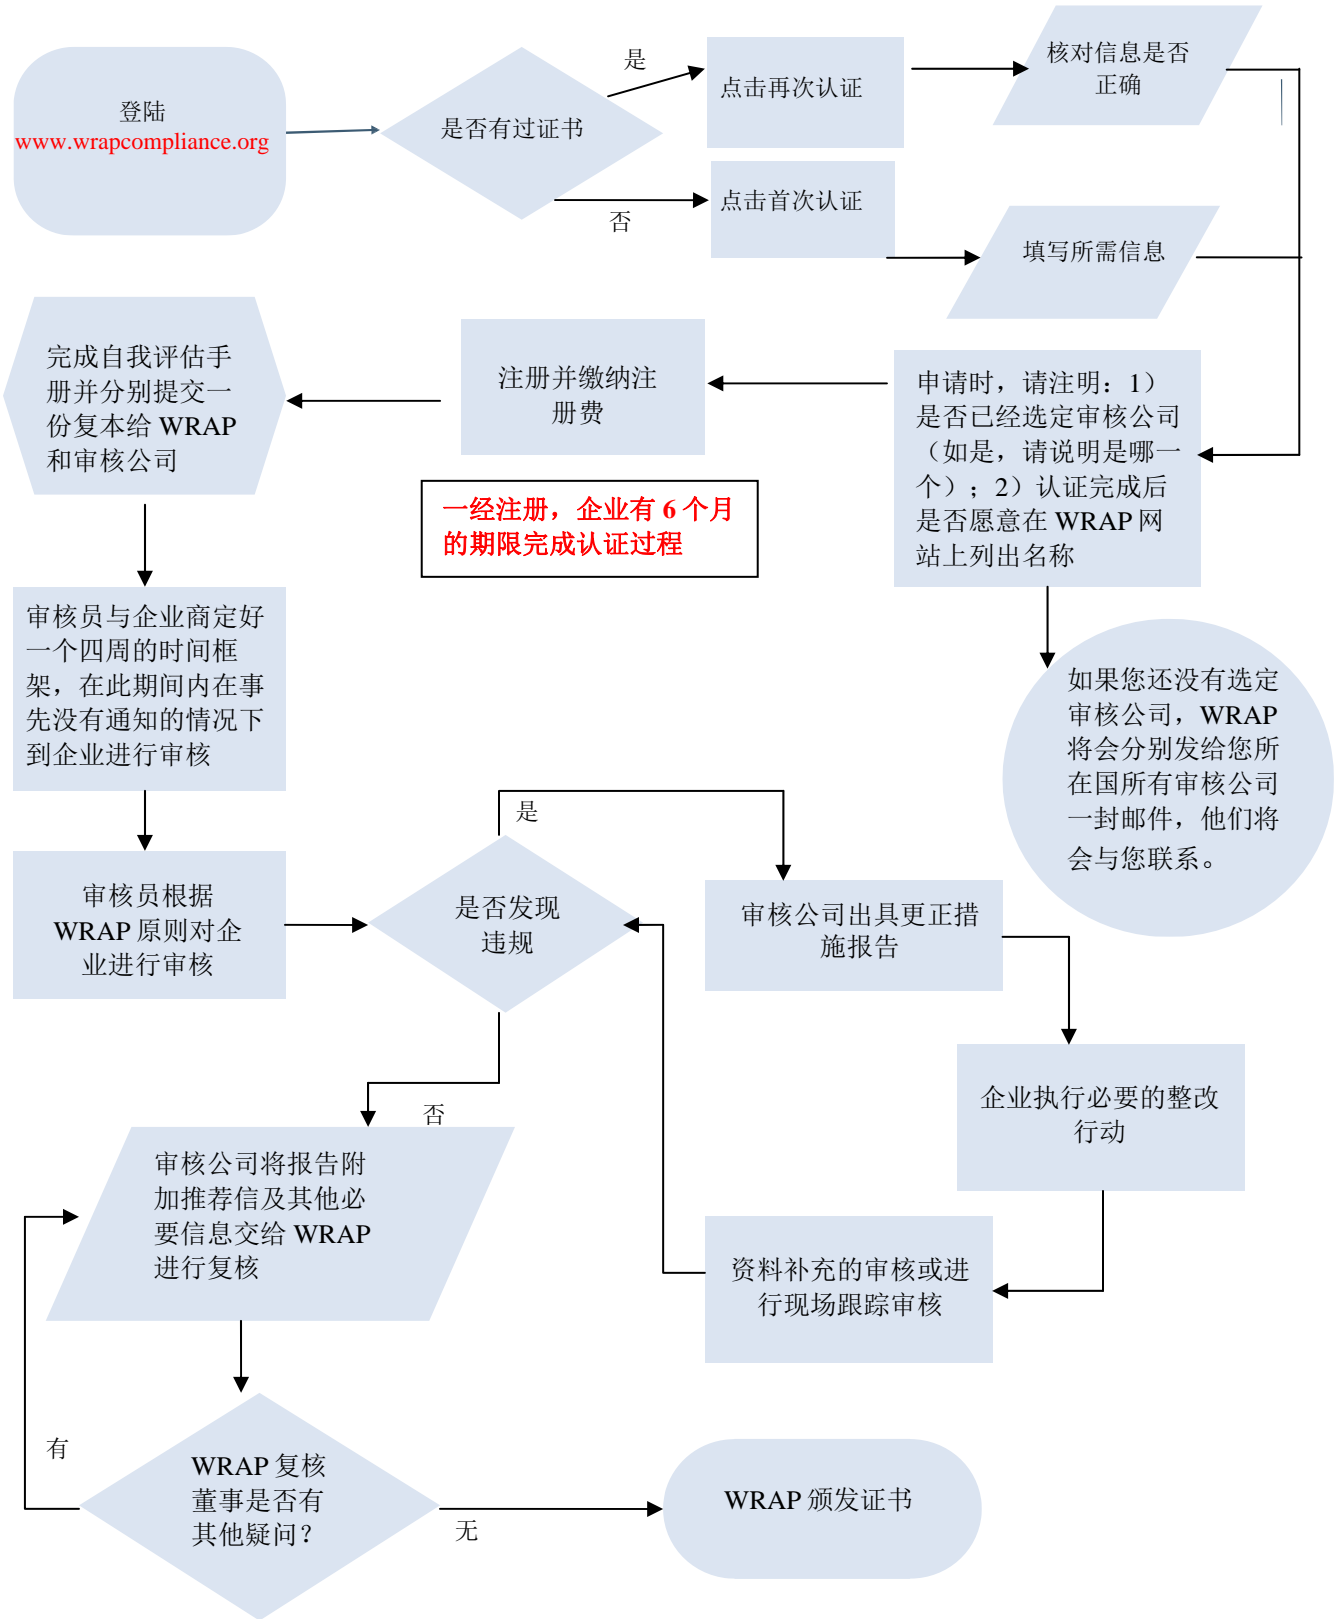 登陆
www.wrapcompliance.org
是否有过证书
是
点击再次认证
核对信息是否
正确
否
点击首次认证
填写所需信息
申请时，请注明：1）
是否已经选定审核公司
（如是，请说明是哪一
个）；2）认证完成后
是否愿意在 WRAP 网
站上列出名称
注册并缴纳注
册费
完成自我评估手
册并分别提交一
份复本给 WRAP
和审核公司
一经注册，企业有 6 个月
的期限完成认证过程
如果您还没有选定
审核公司，WRAP
将会分别发给您所
在国所有审核公司
一封邮件，他们将
会与您联系。
审核员与企业商定好
一个四周的时间框
架，在此期间内在事
先没有通知的情况下
到企业进行审核
审核员根据
WRAP 原则对企
业进行审核
是否发现
违规
是
审核公司出具更正措
施报告
企业执行必要的整改
行动
资料补充的审核或进
行现场跟踪审核
否
审核公司将报告附
加推荐信及其他必
要信息交给 WRAP
进行复核
有
WRAP 复核
董事是否有
其他疑问？
无
WRAP 颁发证书